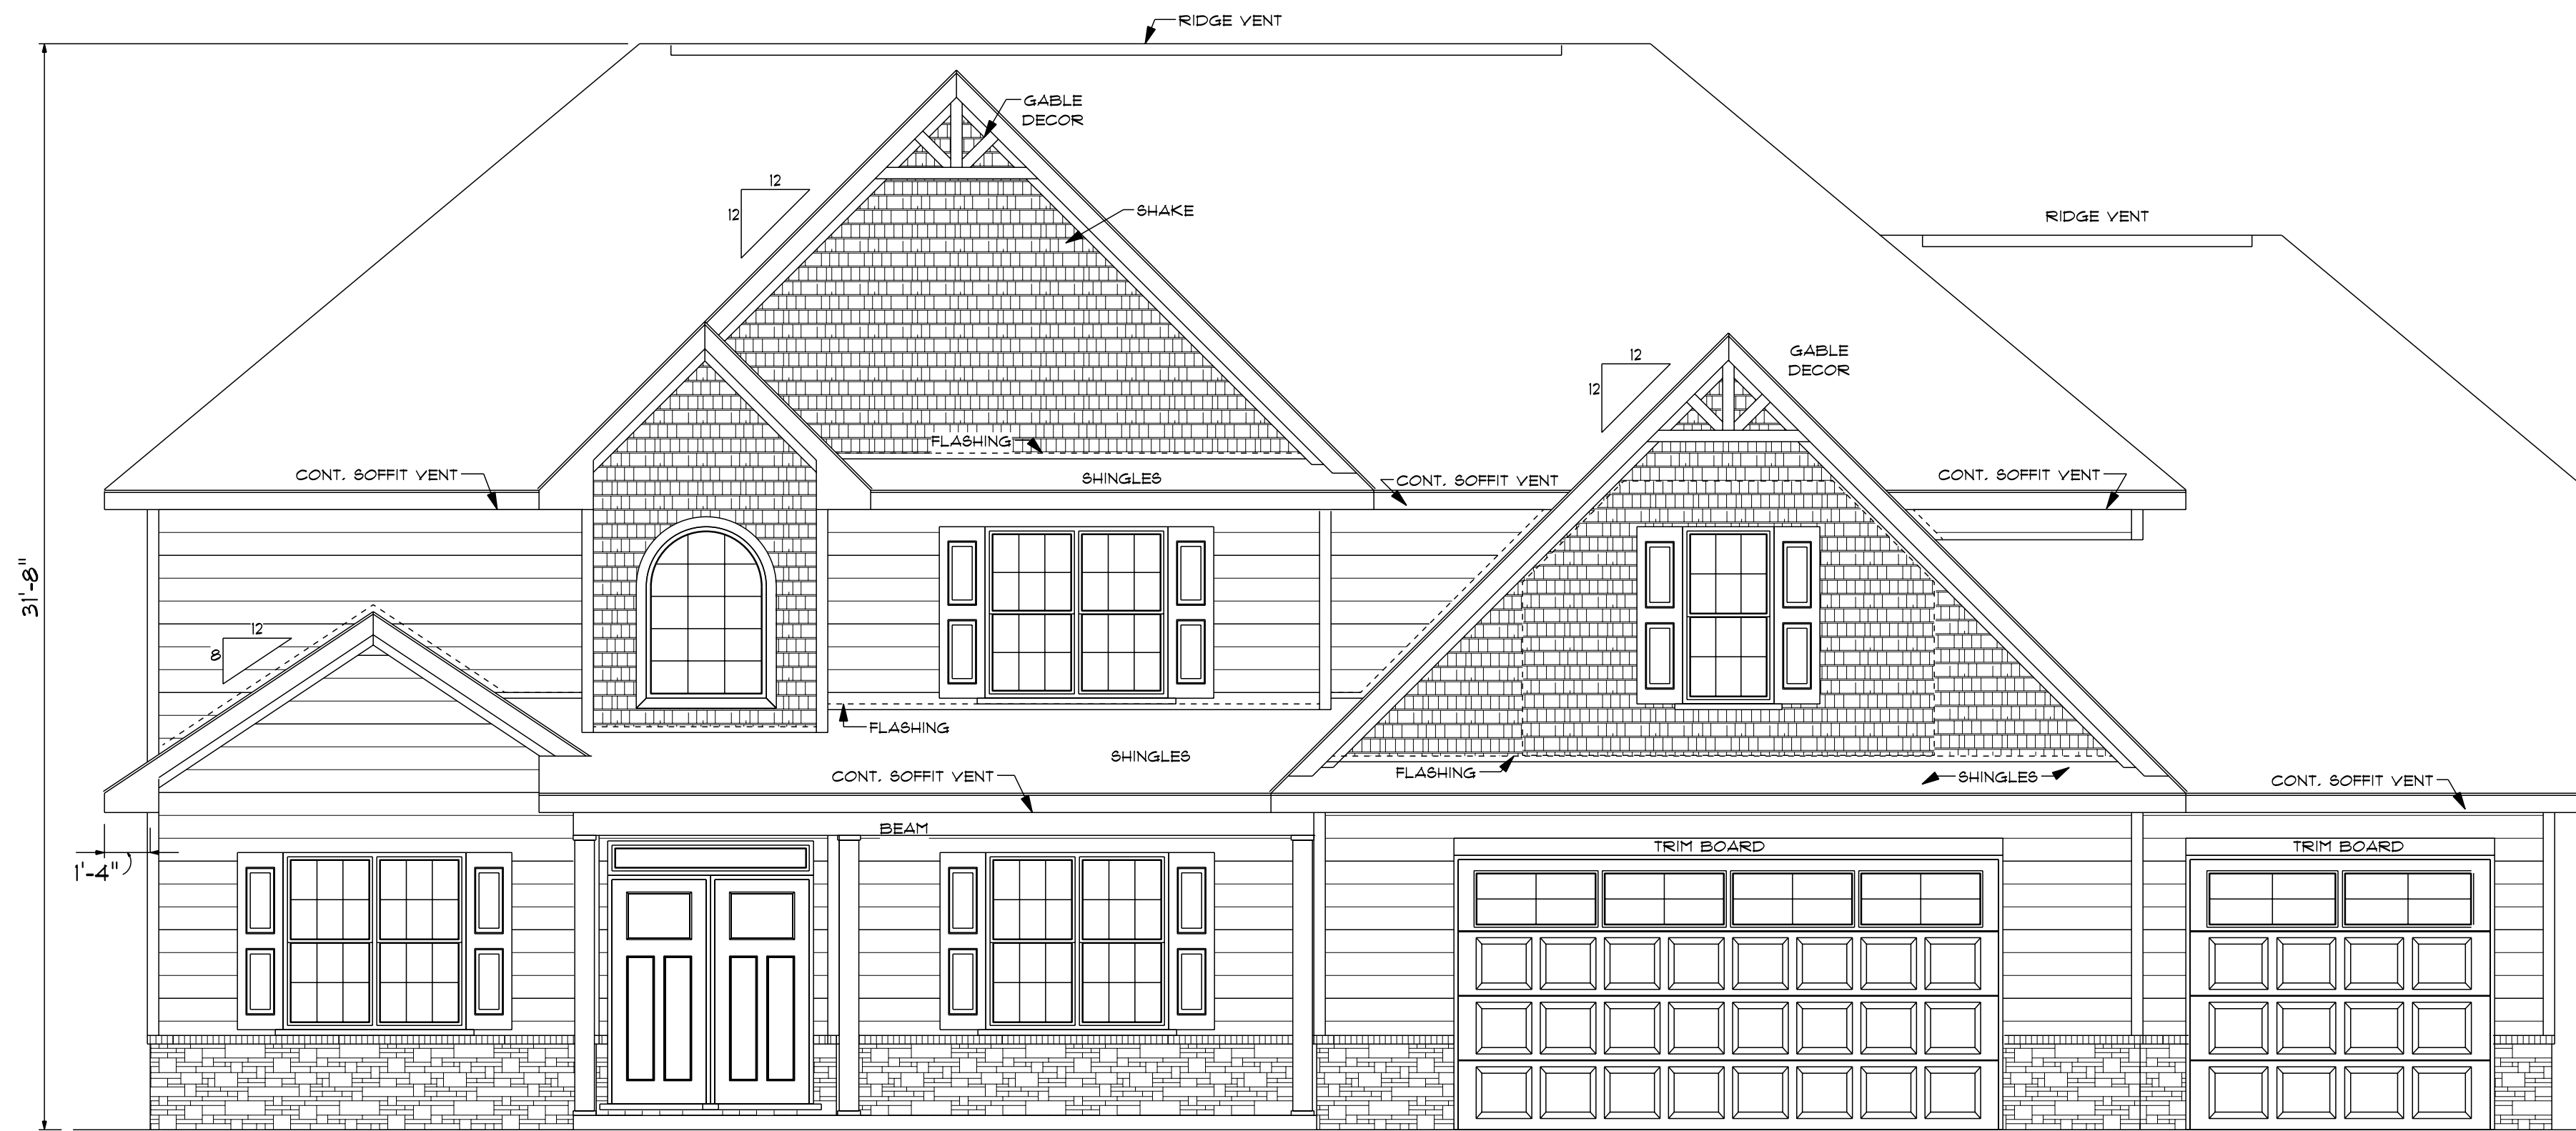 RIDGE VENT
GABLE
DECOR
12
12
SHAKE
RIDGE VENT
12
12
GABLE
DECOR
FLASHING
CONT. SOFFIT VENT
SHINGLES
CONT. SOFFIT VENT
CONT. SOFFIT VENT
31'-8"
12
8
FLASHING
SHINGLES
CONT. SOFFIT VENT
FLASHING
SHINGLES
CONT. SOFFIT VENT
BEAM
TRIM BOARD
TRIM BOARD
1'-4"